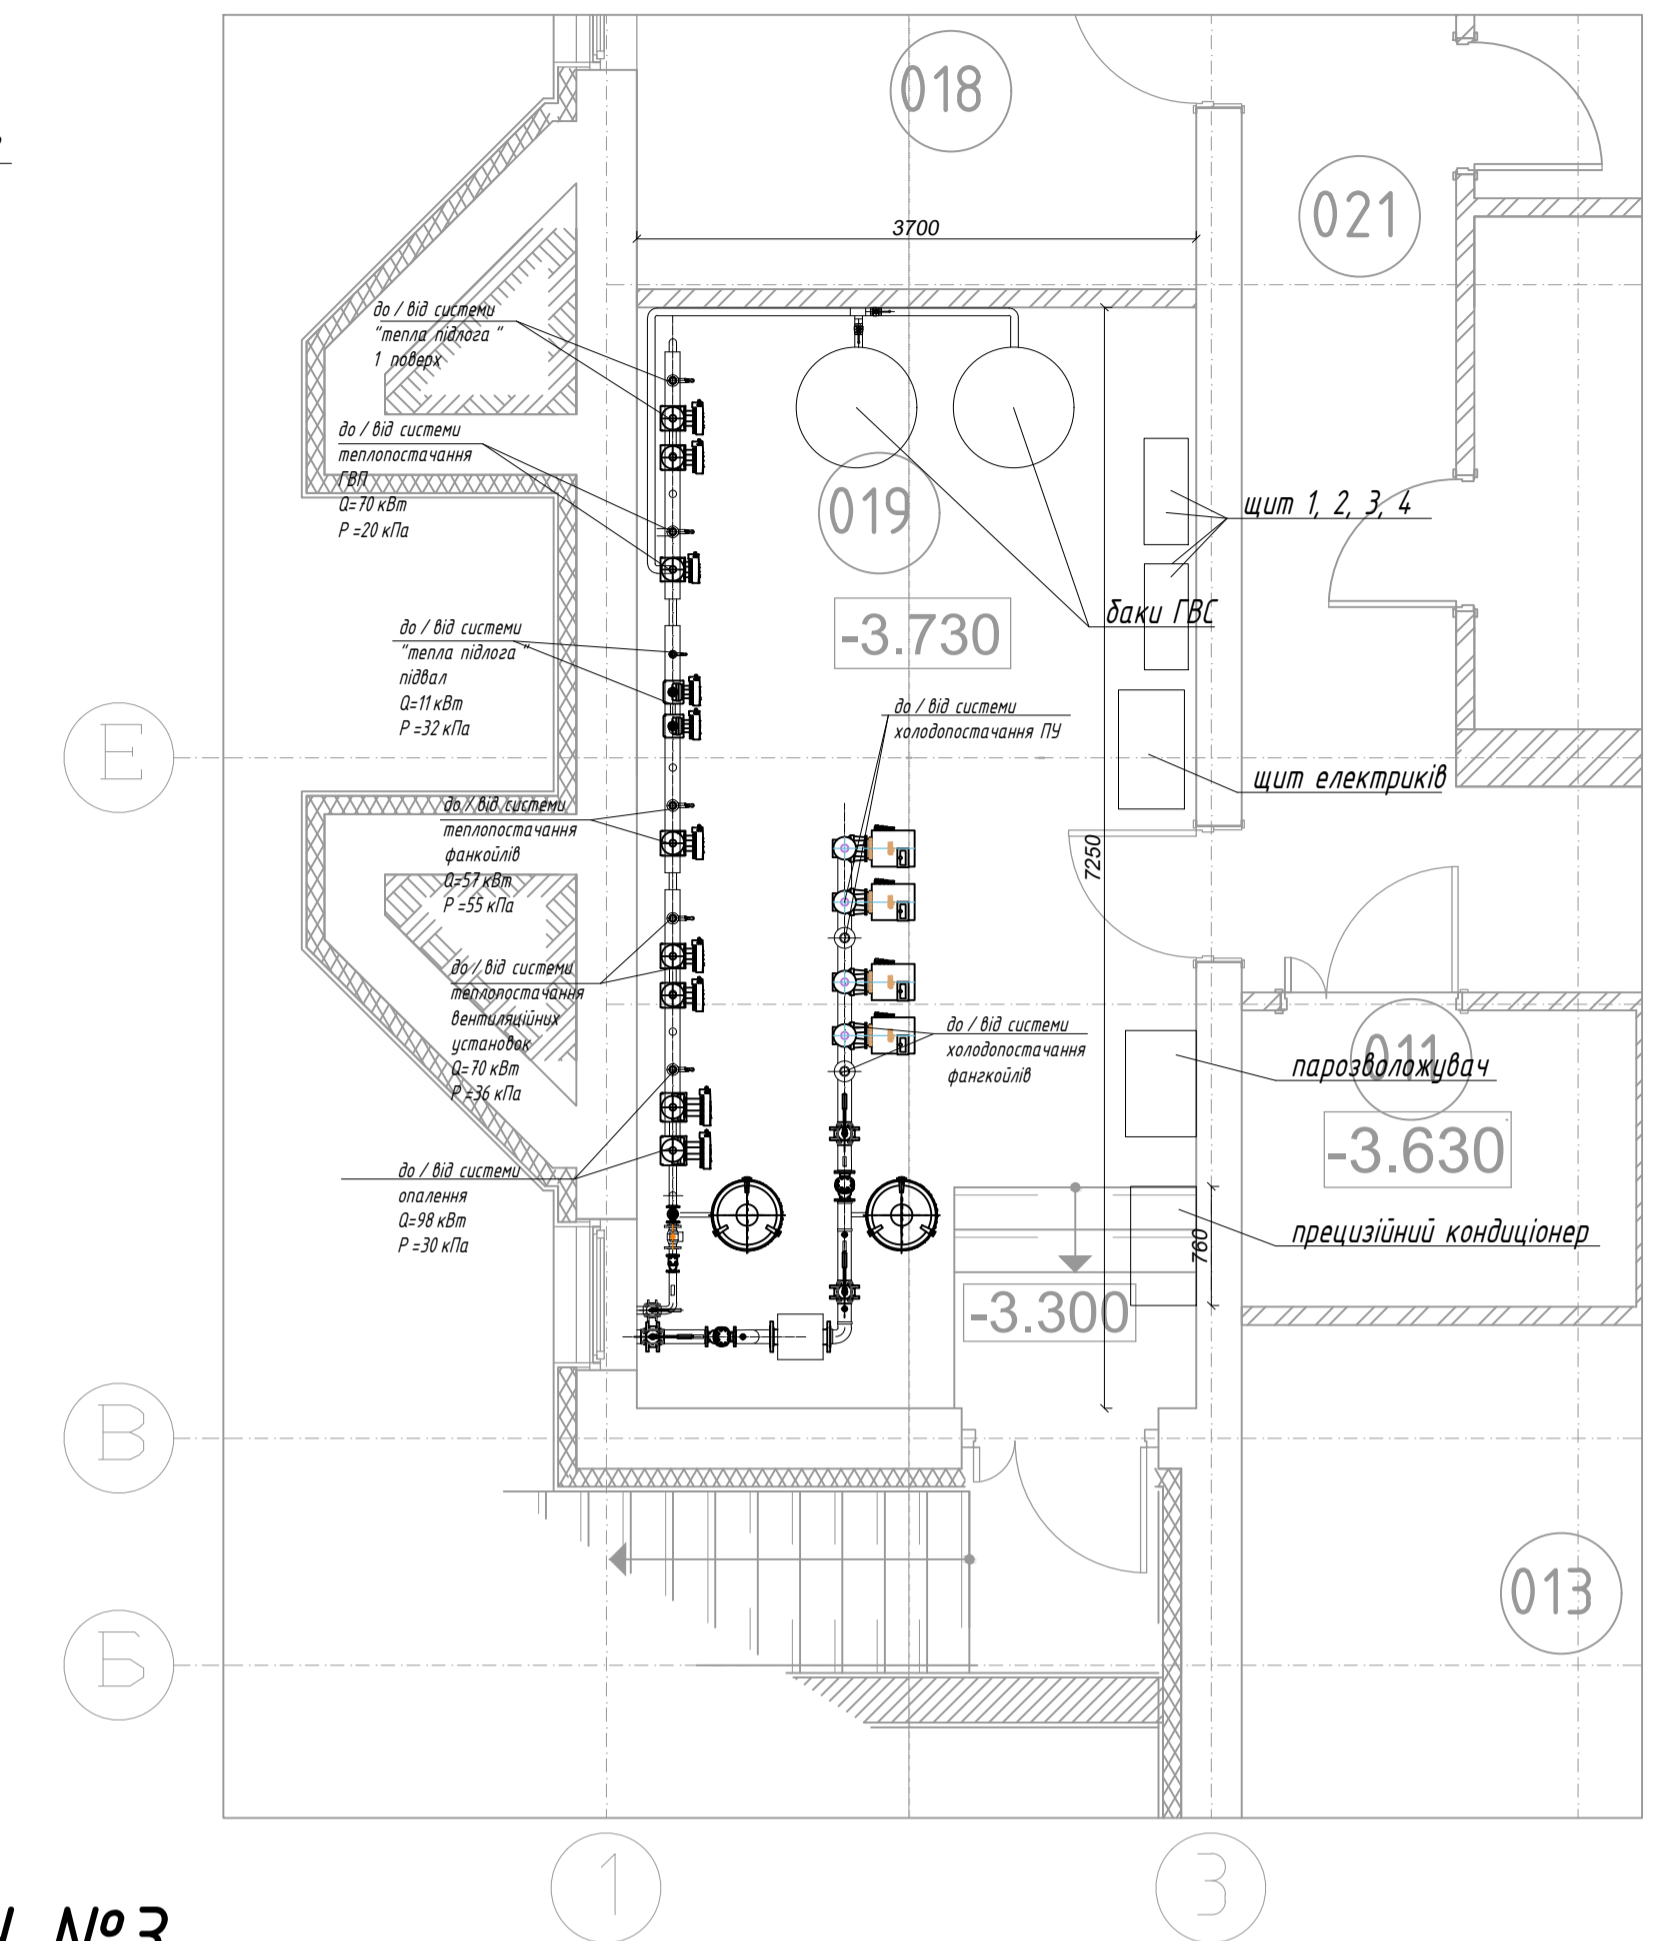 018
021
3700
до / від системи
"тепла підлога "
1 поверх
до / від системи
теплопостачання
ГВП
Q=70 кВт
P =20 кПа
019
щит 1, 2, 3, 4
баки ГВС
-3.730
до / від системи
"тепла підлога "
підвал
Q=11 кВт
P =32 кПа
до / від системи
холодопостачання ПУ
Е
щит електриків
7250
до / від системи
теплопостачання
фанкойлів
Q=57 кВт
P =55 кПа
до / від системи
теплопостачання
вентиляційних
установок
Q=70 кВт
P =36 кПа
до / від системи
холодопостачання
фангкойлів
011
парозволожувач
-3.630
до / від системи
опалення
Q=98 кВт
P =30 кПа
760
прецизійний кондиціонер
-3.300
В
013
Б
1
3
№3